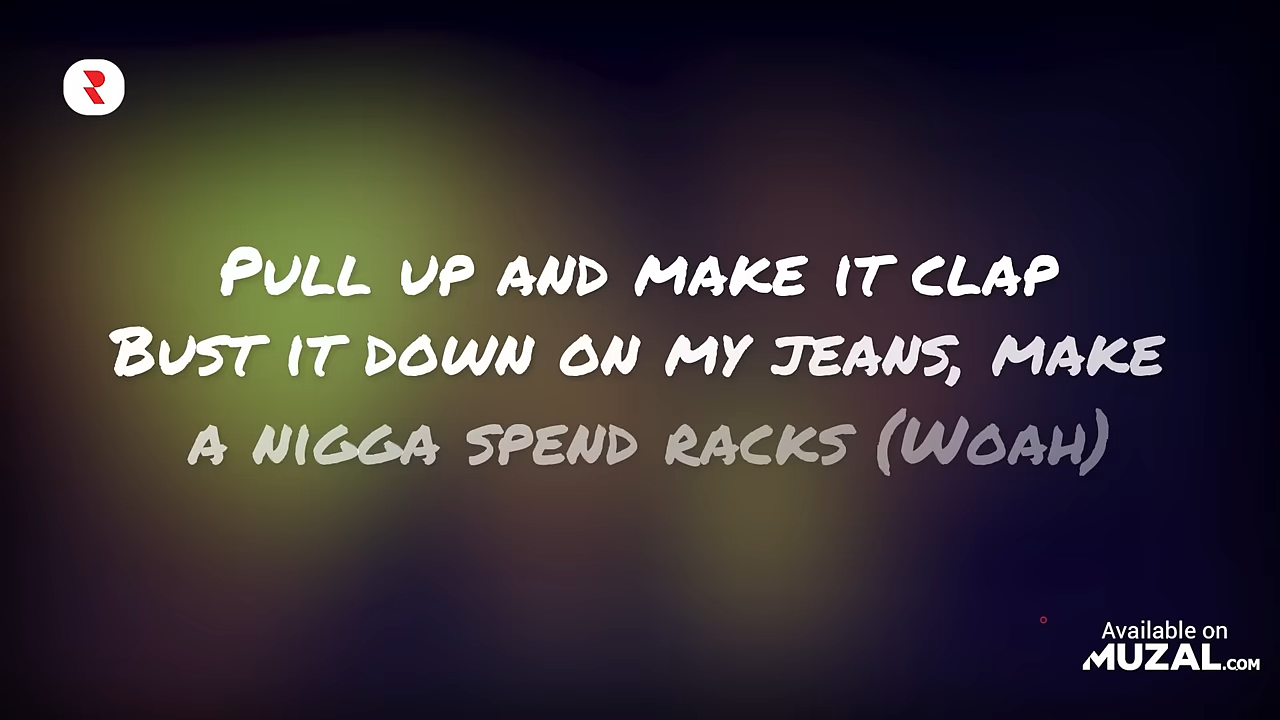 Pull up and make it clap
Bust it down on my jeans, make
a nigga spend racks (Woah)
Available on
MUZAL.COM